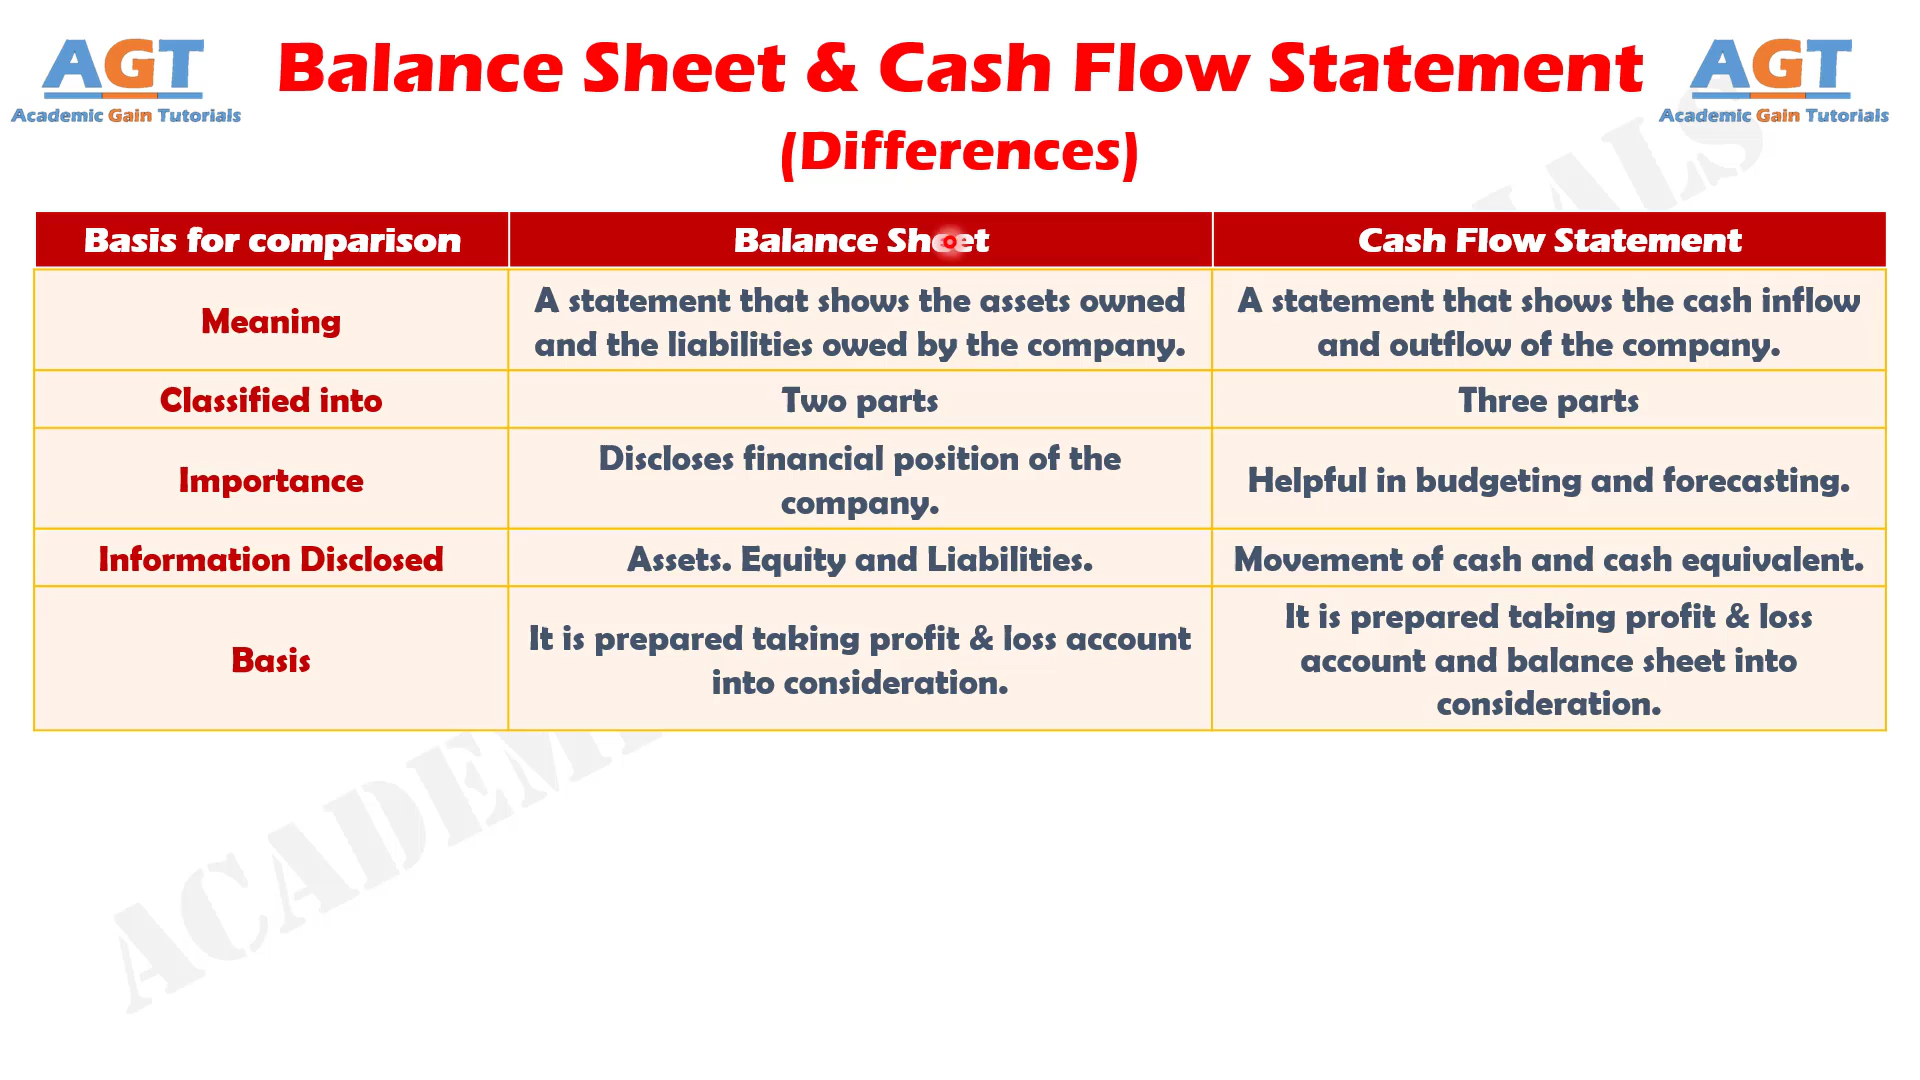 AGT
Academic Gain Tutorials
Balance Sheet & Cash Flow Statement
(Differences)
AGT
Academic Gain Tutorials
Basis for comparison
Balance Sheet
Cash Flow Statement
Meaning
A statement that shows the assets owned
and the liabilities owed by the company.
A statement that shows the cash inflow
and outflow of the company.
Classified into
Two parts
Three parts
Importance
Discloses financial position of the
company.
Helpful in budgeting and forecasting.
Information Disclosed
Assets. Equity and Liabilities.
Movement of cash and cash equivalent.
Basis
It is prepared taking profit & loss account
into consideration.
It is prepared taking profit & loss
account and balance sheet into
consideration.